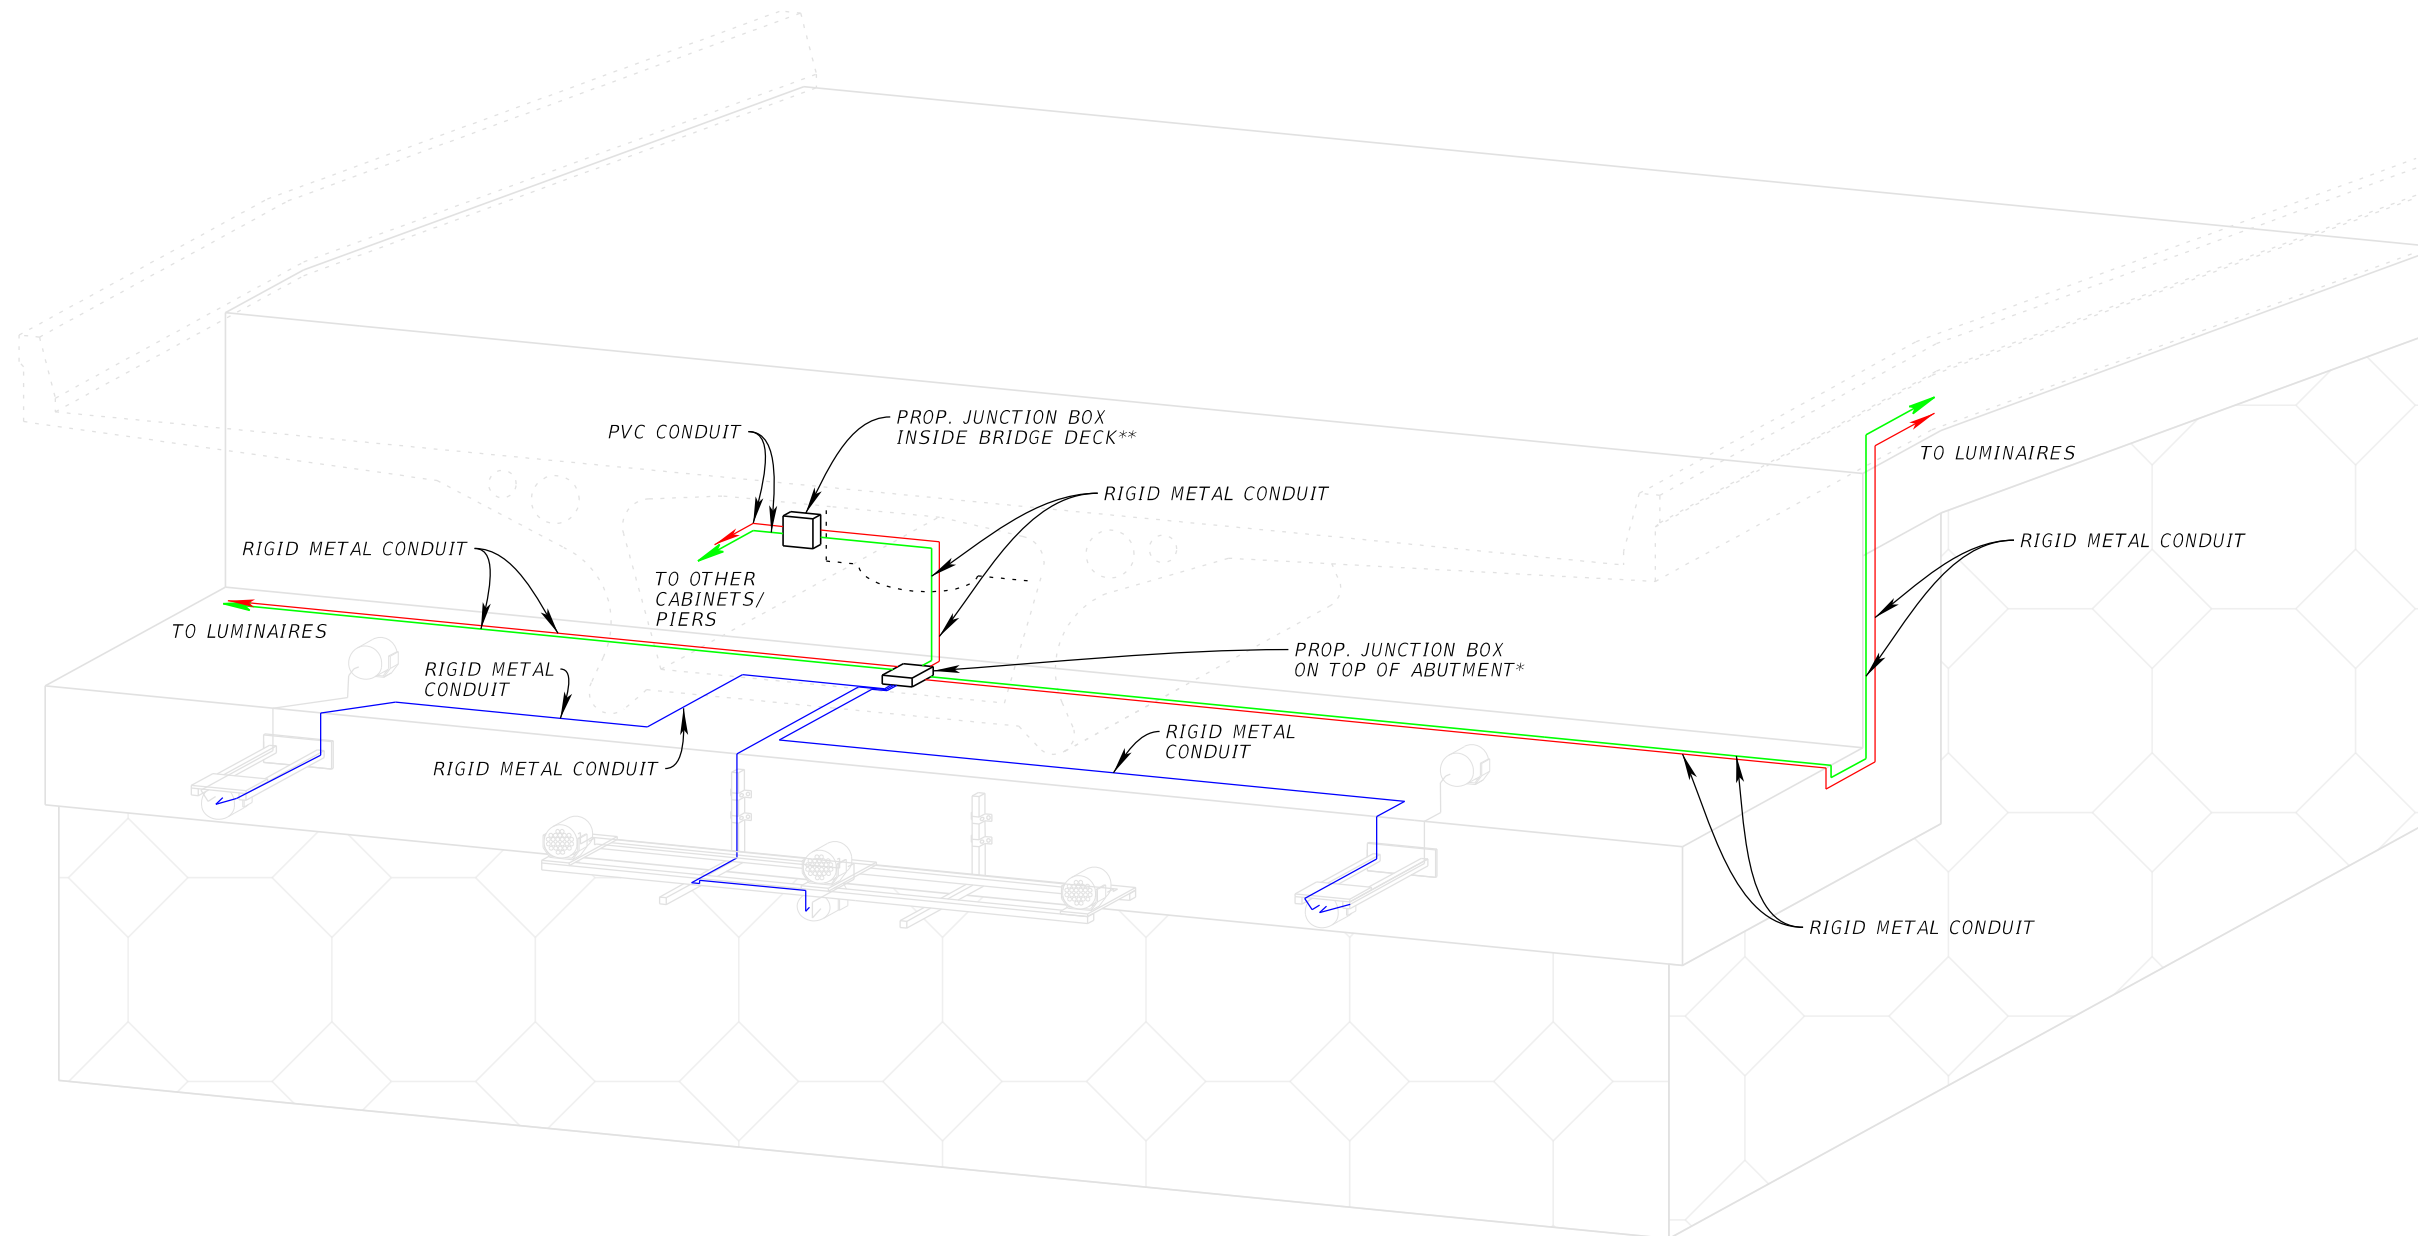 PROP. JUNCTION BOX
INSIDE BRIDGE DECK**
PVC CONDUIT
TO LUMINAIRES
RIGID METAL CONDUIT
RIGID METAL CONDUIT
RIGID METAL CONDUIT
TO OTHER
CABINETS/
PIERS
TO LUMINAIRES
PROP. JUNCTION BOX
ON TOP OF ABUTMENT*
RIGID METAL
CONDUIT
RIGID METAL
CONDUIT
RIGID METAL CONDUIT
RIGID METAL CONDUIT